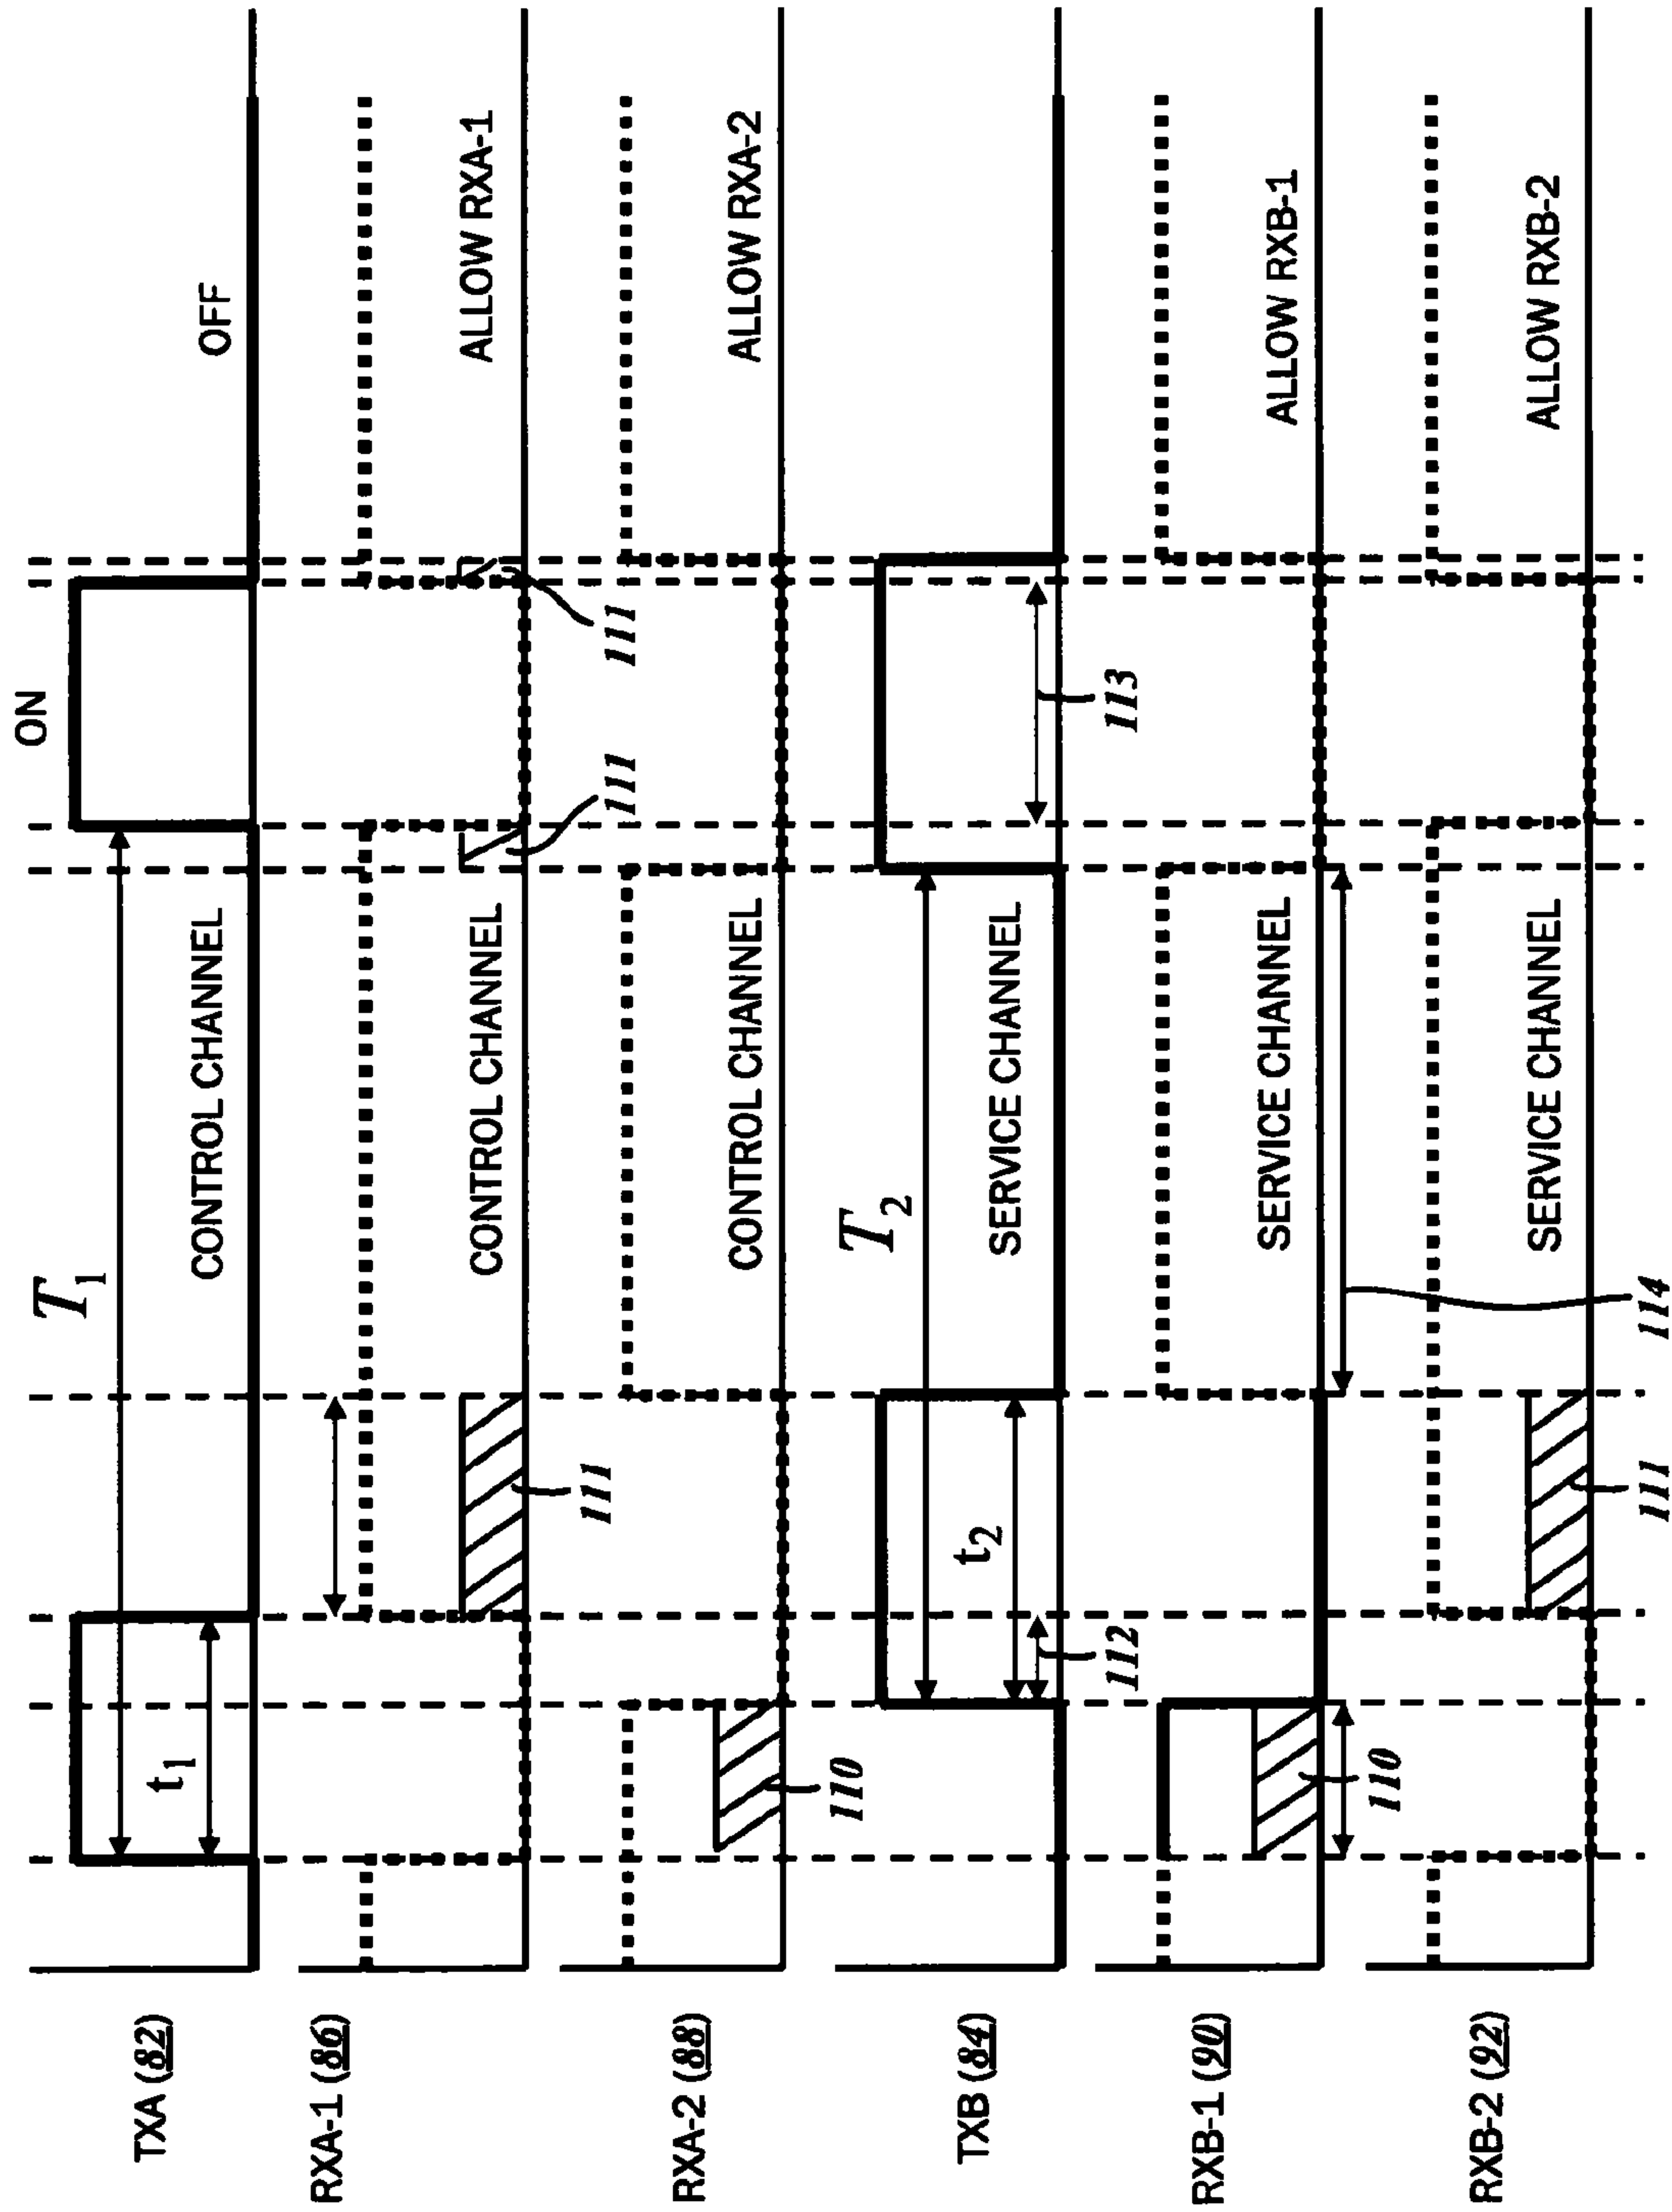 ON
OFF
T1
t1
CONTROL CHANNEL
TXA (82)
ALLOW RXA-1
CONTROL CHANNEL
RXA-1 (86)
111
111
111
ALLOW RXA-2
CONTROL CHANNEL
RXA-2 (88)
110
T2
t2
SERVICE CHANNEL
TXB (84)
112
113
ALLOW RXB-1
SERVICE CHANNEL
RXB-1 (90)
110
114
ALLOW RXB-2
SERVICE CHANNEL
RXB-2 (92)
111